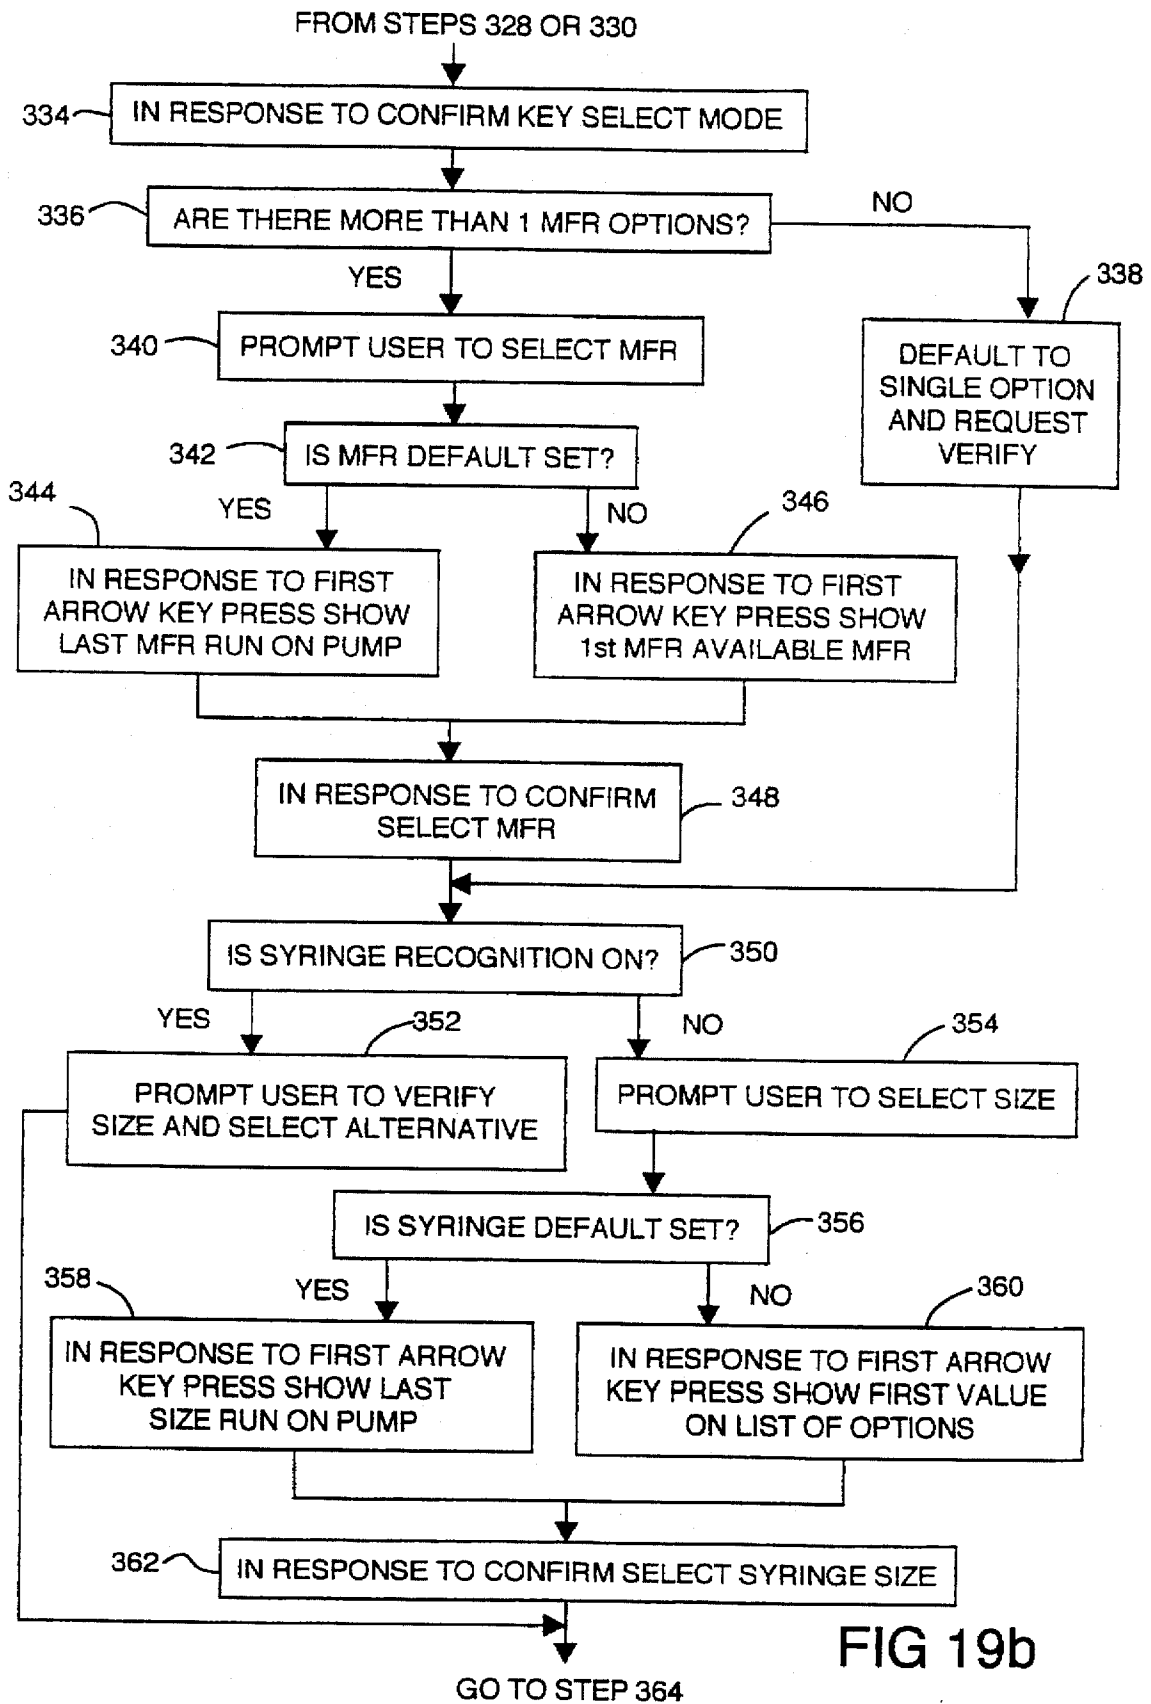 FROM STEPS 328 OR 330
334
IN RESPONSE TO CONFIRM KEY SELECT MODE
336
ARE THERE MORE THAN 1 MFR OPTIONS?
NO
YES
338
340
PROMPT USER TO SELECT MFR
DEFAULT TO
SINGLE OPTION
AND REQUEST
VERIFY
342
IS MFR DEFAULT SET?
344
YES
NO
346
IN RESPONSE TO FIRST
ARROW KEY PRESS SHOW
LAST MFR RUN ON PUMP
IN RESPONSE TO FIRST
ARROW KEY PRESS SHOW
1st MFR AVAILABLE MFR
IN RESPONSE TO CONFIRM
SELECT MFR
348
IS SYRINGE RECOGNITION ON?
350
YES
352
NO
354
PROMPT USER TO VERIFY
SIZE AND SELECT ALTERNATIVE
PROMPT USER TO SELECT SIZE
IS SYRINGE DEFAULT SET?
356
358
YES
NO
360
IN RESPONSE TO FIRST ARROW
KEY PRESS SHOW LAST
SIZE RUN ON PUMP
IN RESPONSE TO FIRST ARROW
KEY PRESS SHOW FIRST VALUE
ON LIST OF OPTIONS
362
IN RESPONSE TO CONFIRM SELECT SYRINGE SIZE
FIG 19b
GO TO STEP 364